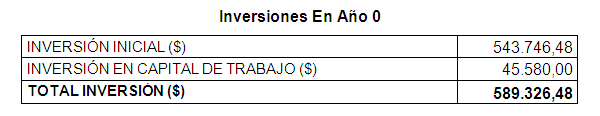 Inversiones En Año 0
INVERSIÓN INICIAL ($) 543.746,48
INVERSIÓN EN CAPITAL DE TRABAJO ($) 45.580,00
TOTAL INVERSIÓN ($) 589.326,48